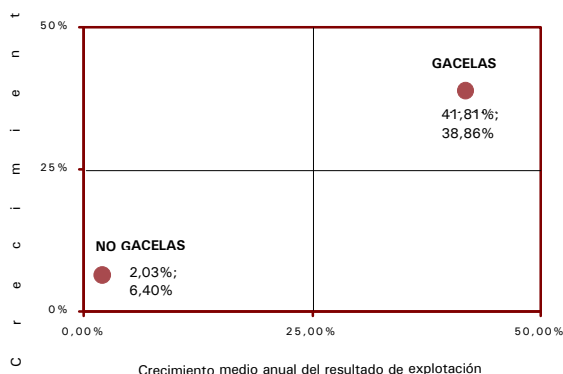 50%
GACELAS
41,81%;
38,86%
25%
NO GACELAS
2,03%;
6,40%
0%
0,00%
25,00%
50,00%
Crecimient
Crecimiento medio anual del resultado de explotación